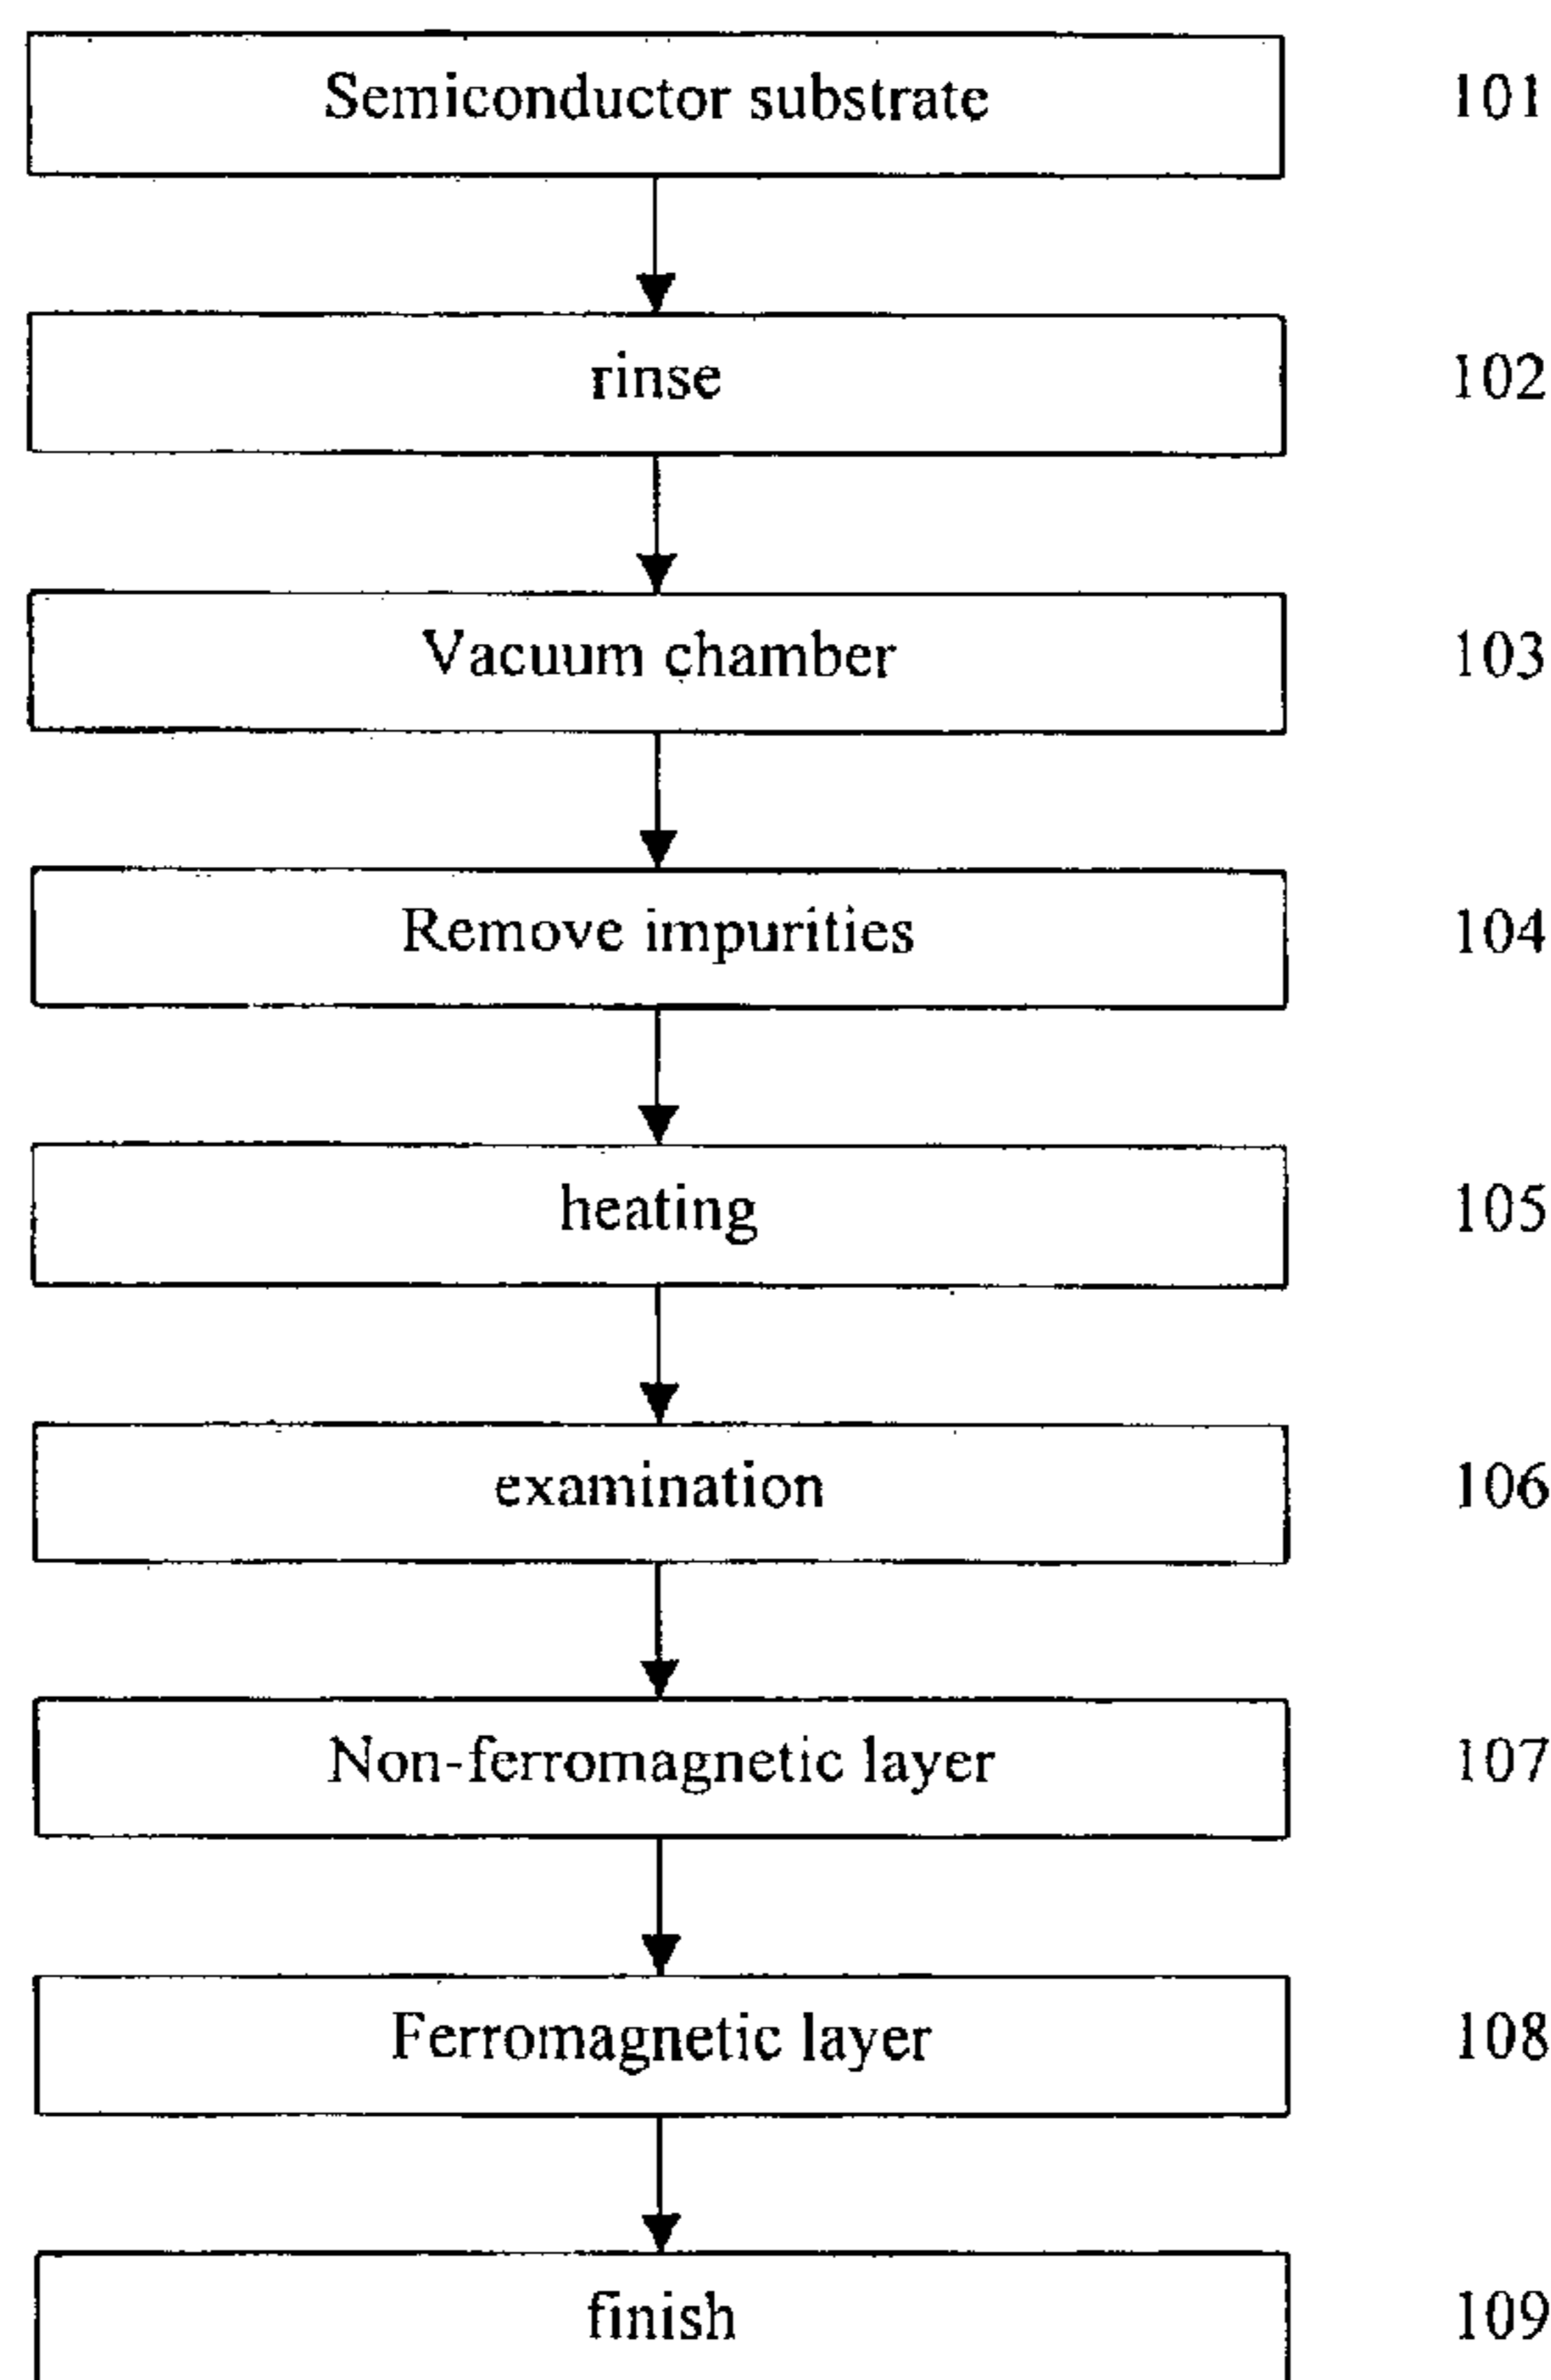 Semiconductor substrate 101
rinse 102
Vacuum chamber 103
Remove impurities 104
heating 105
examination 106
Non-ferromagnetic layer 107
Ferromagnetic layer 108
finish 109